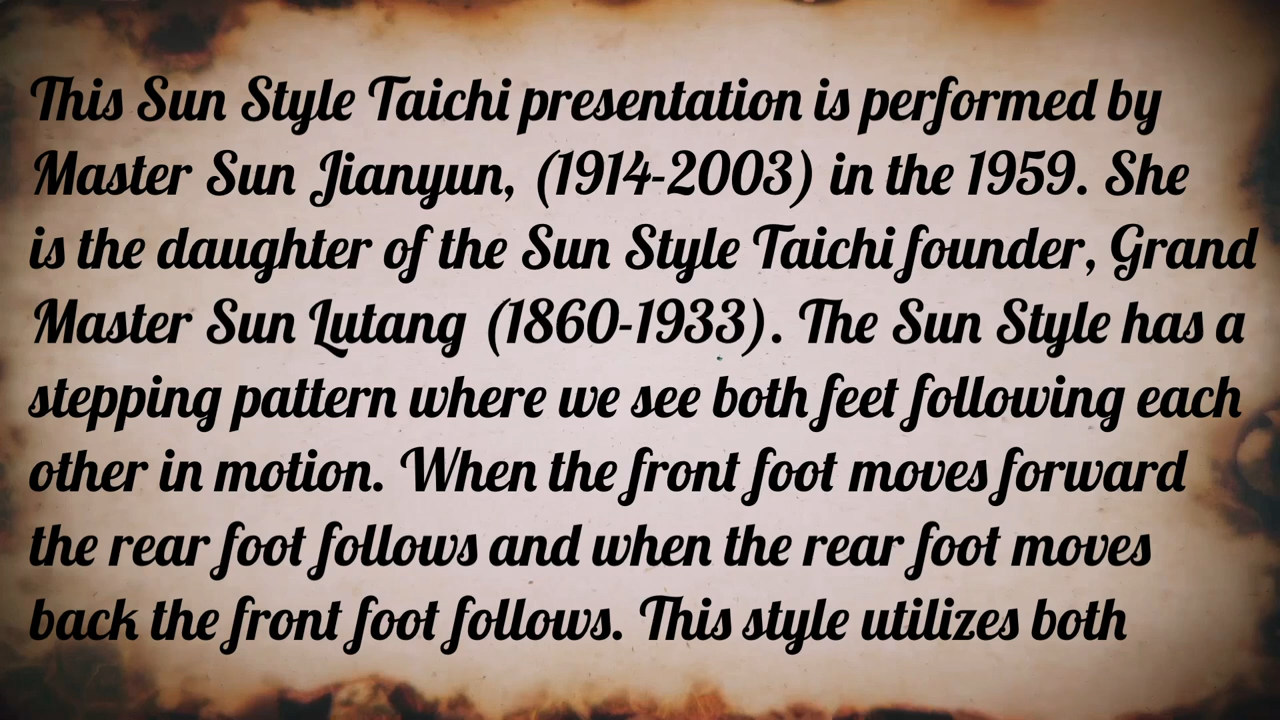 This Sun Style Taichi presentation is performed by
Master Sun Jianyun, (1914-2003) in the 1959. She
is the daughter of the Sun Style Taichi founder, Grand
Master Sun Lutang (1860-1933). The Sun Style has a
stepping pattern where we see both feet following each
other in motion. When the front foot moves forward
the rear foot follows and when the rear foot moves
back the front foot follows. This style utilizes both